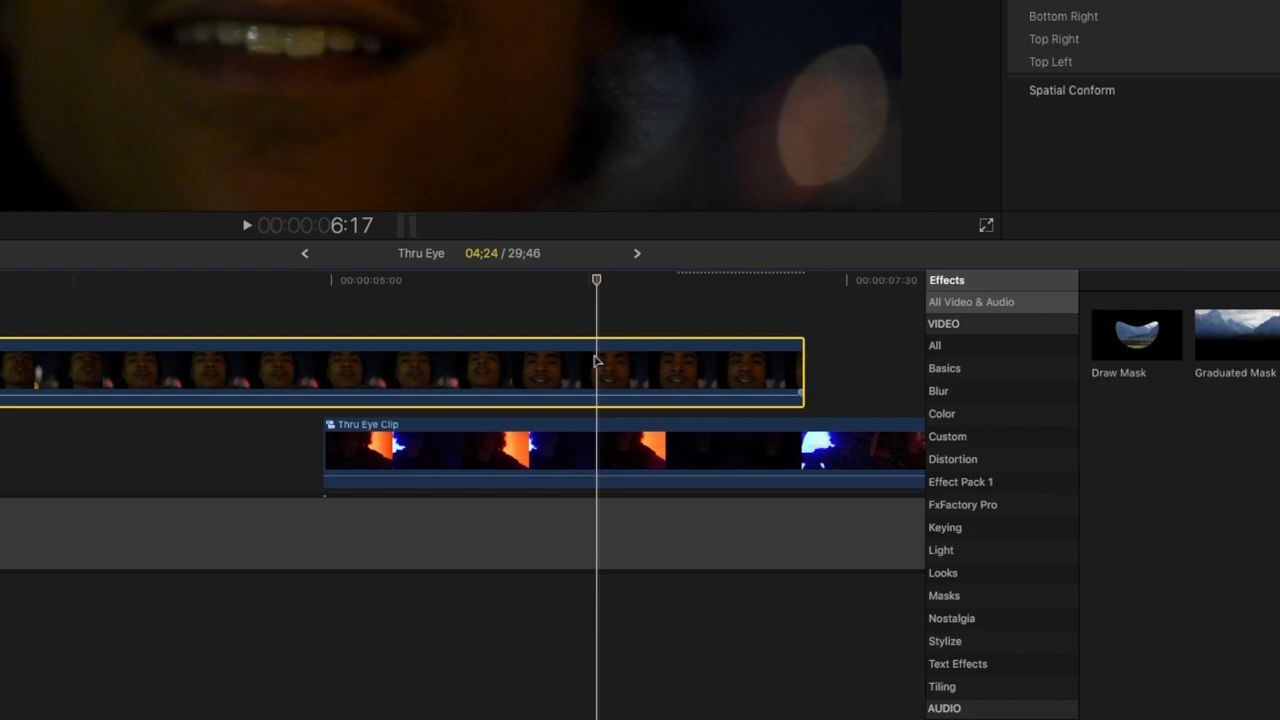 Bottom Right
Top Right
Top Left
Spatial Conform
00:00:06:17
Thru Eye 04;24 / 29;46
00:00:05:00
00:00:07:30
Thru Eye Clip
Effects
All Video & Audio
VIDEO
All
Basics
Blur
Color
Custom
Distortion
Effect Pack 1
FxFactory Pro
Keying
Light
Looks
Masks
Nostalgia
Stylize
Text Effects
Tiling
AUDIO
Draw Mask
Graduated Mask